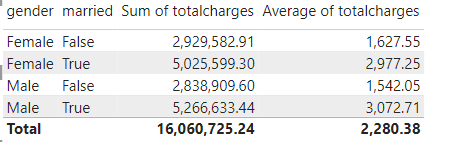 gender married Sum of totalcharges Average of totalcharges
Female False 2,929,582.91 1,627.55
Female True 5,025,599.30 2,977.25
Male False 2,838,909.60 1,542.05
Male True 5,266,633.44 3,072.71
Total 16,060,725.24 2,280.38